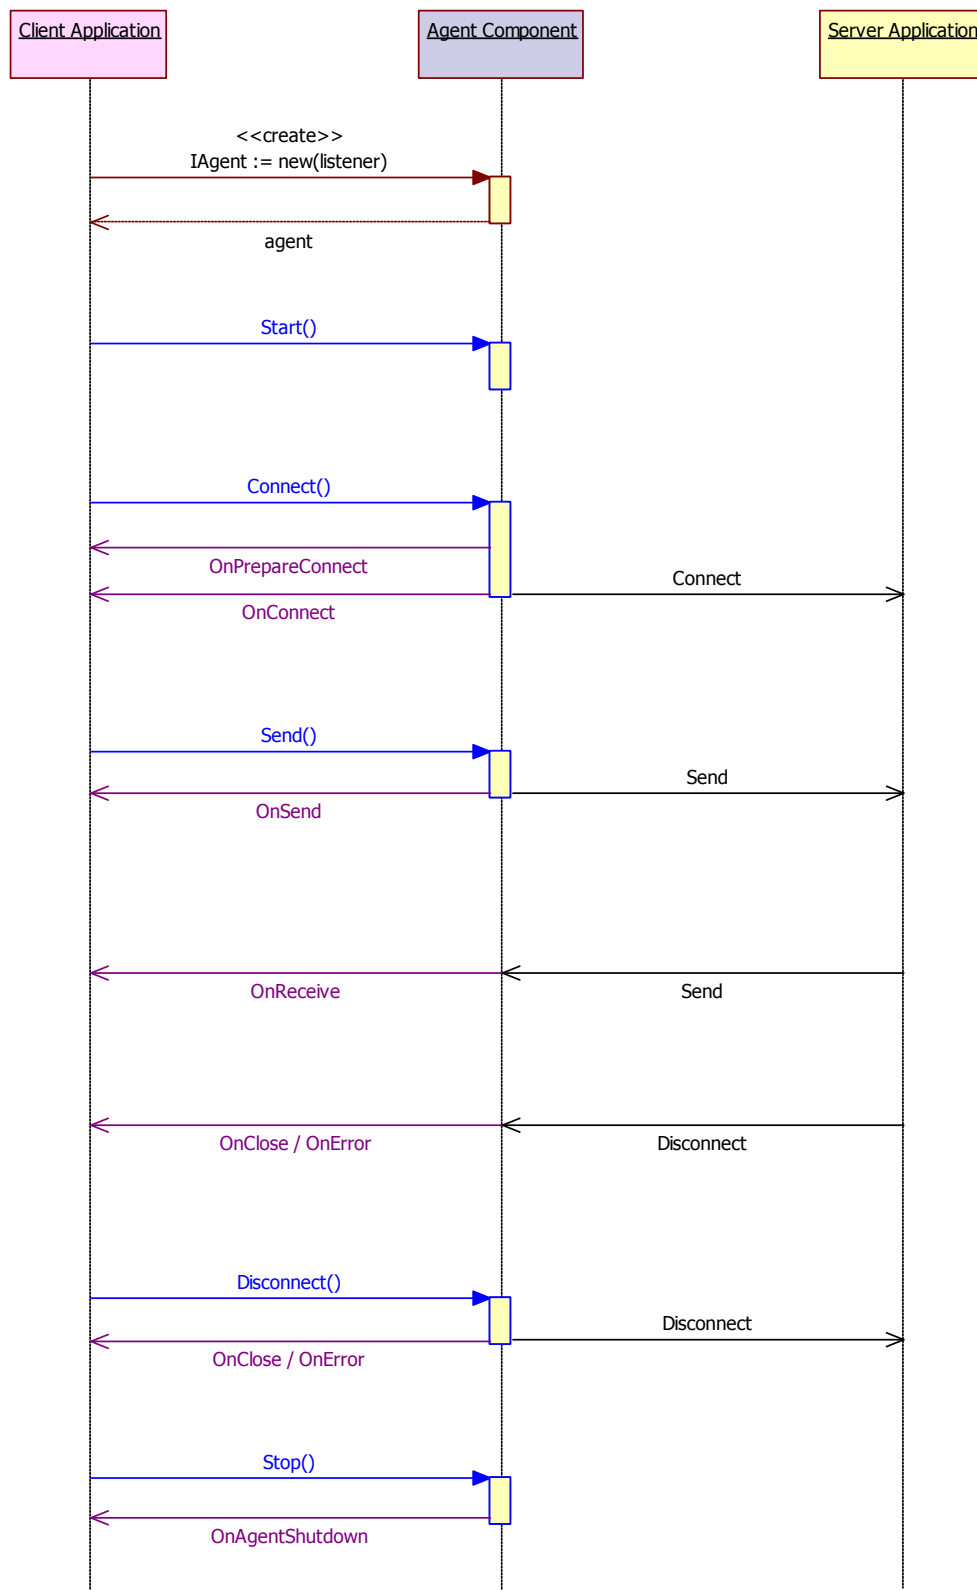 Client Application
Agent Component
Server Application
<<create>>
IAgent := new(listener)
agent
Start()
Connect()
OnPrepareConnect
Connect
OnConnect
Send()
Send
OnSend
OnReceive
Send
OnClose / OnError
Disconnect
Disconnect()
Disconnect
OnClose / OnError
Stop()
OnAgentShutdown